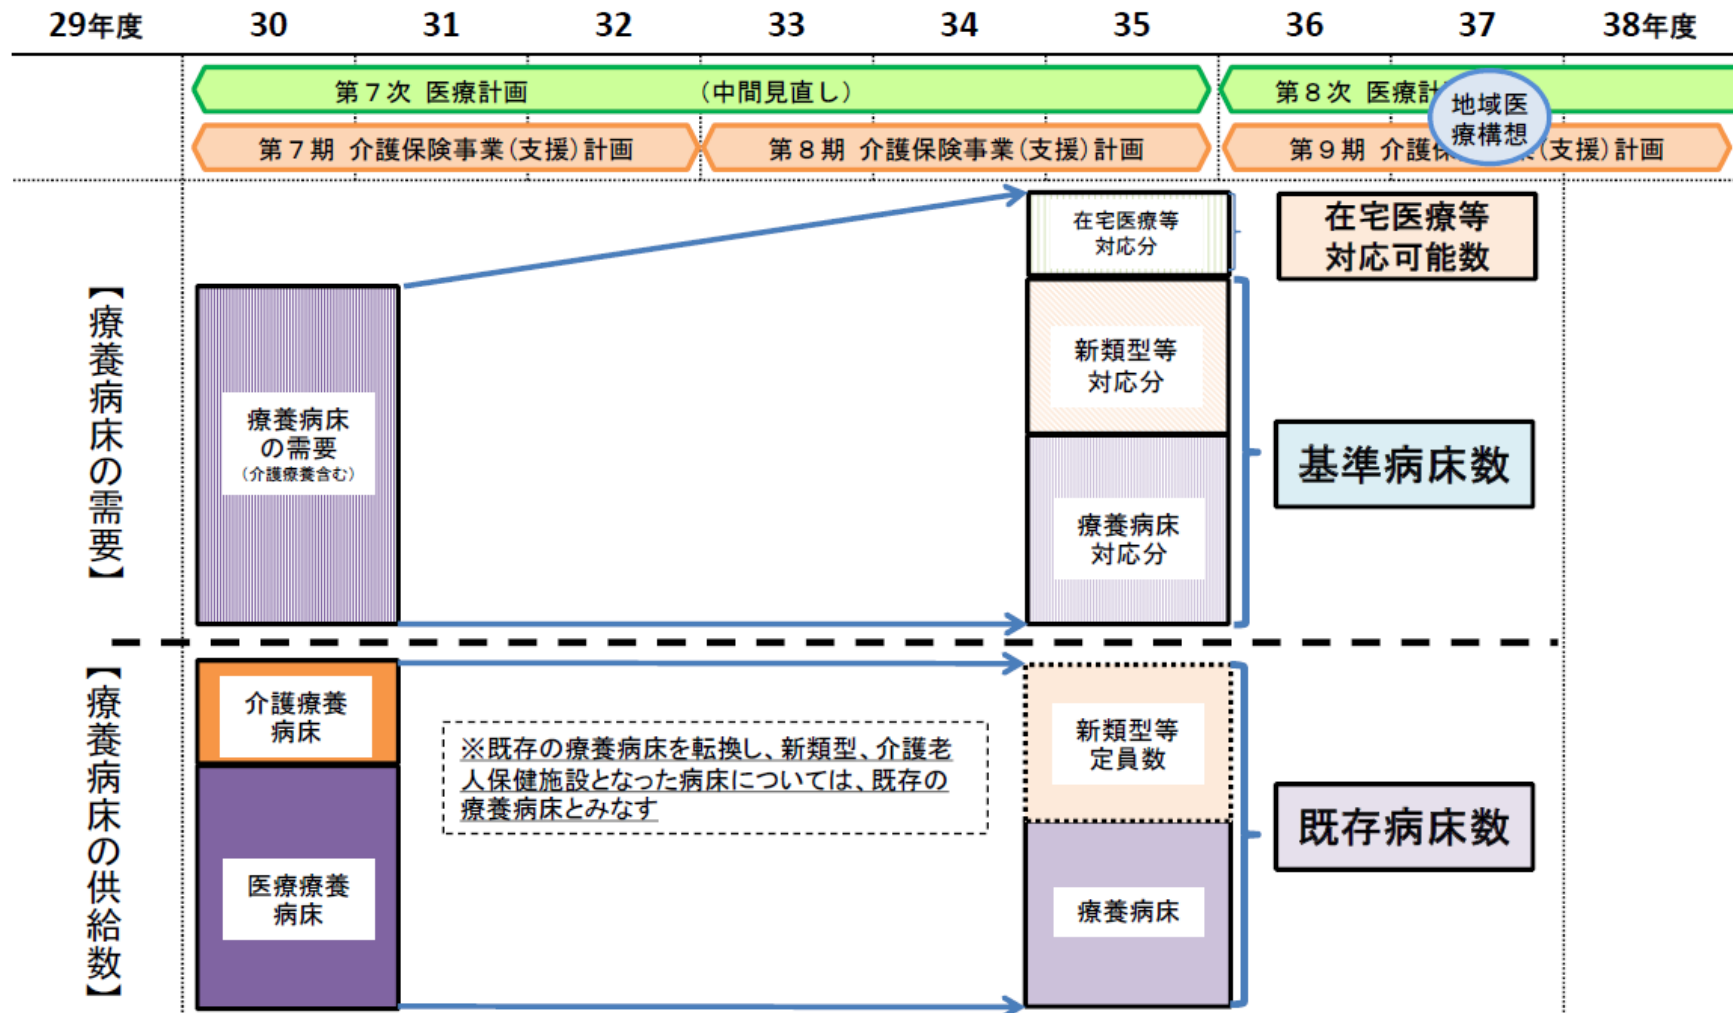 29年度 30 31 32 33 34 35 36 37 38年度
第7次 医療計画 (中間見直し) 第8次 医療計
地域医
療構想
第7期 介護保険事業(支援)計画 第8期 介護保険事業(支援)計画 第9期 介護保 業(支援)計画
【療養病床の需要】
療養病床
の需要
(介護療養含む)
在宅医療等
対応分
新類型等
対応分
療養病床
対応分
在宅医療等
対応可能数
基準病床数
【療養病床の供給数】
介護療養
病床
医療療養
病床
※既存の療養病床を転換し、新類型、介護老
人保健施設となった病床については、既存の
療養病床とみなす
新類型等
定員数
療養病床
既存病床数